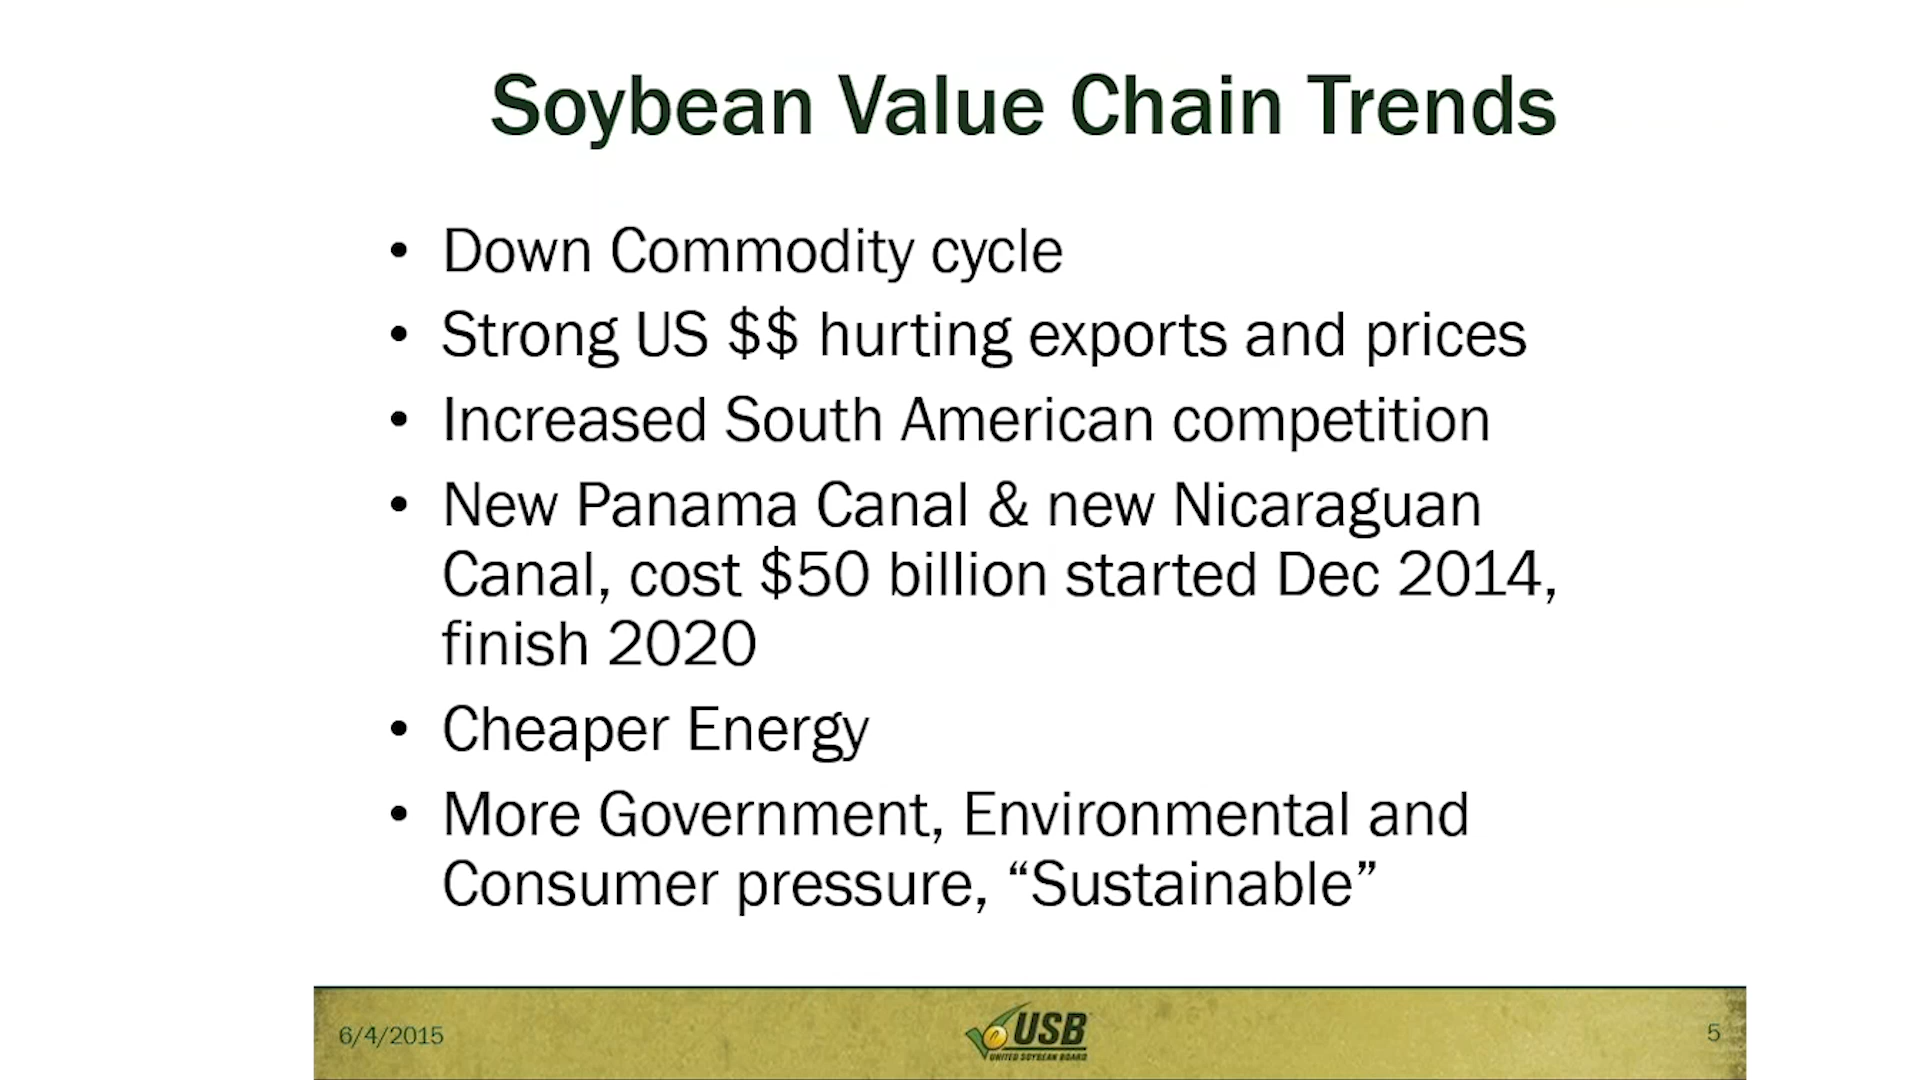 Soybean Value Chain Trends
• Down Commodity cycle
• Strong US $$ hurting exports and prices
• Increased South American competition
• New Panama Canal & new Nicaraguan
Canal, cost $50 billion started Dec 2014,
finish 2020
• Cheaper Energy
• More Government, Environmental and
Consumer pressure, “Sustainable”
6/4/2015
USB
UNITED SOYBEAN BOARD
5